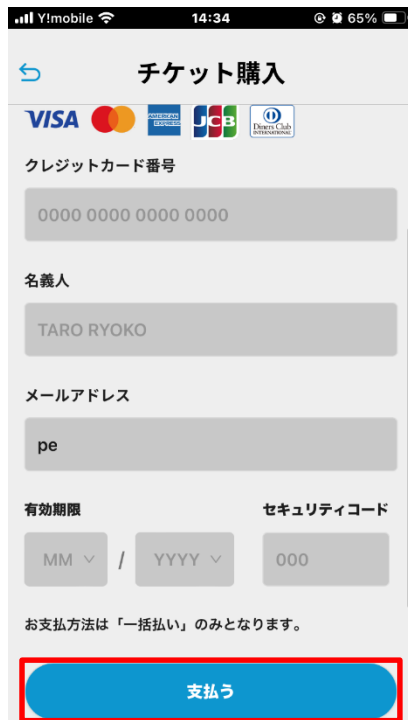 Y!mobile 14:34 65%
チケット購入
VISA AMERICAN EXPRESS JCB Diners Club INTERNATIONAL
クレジットカード番号
0000 0000 0000 0000
名義人
TARO RYOKO
メールアドレス
pe
有効期限 セキュリティコード
MM / YYYY 000
お支払方法は「一括払い」のみとなります。
支払う